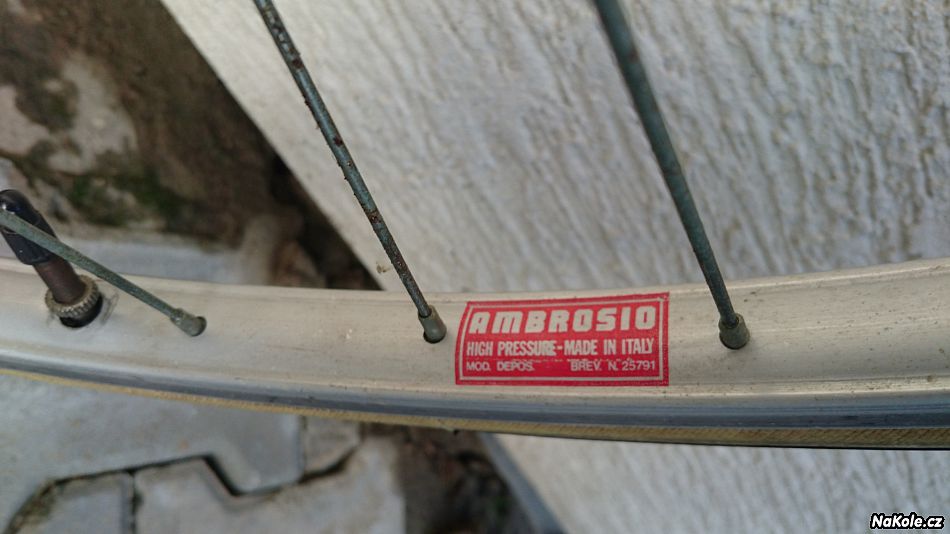 AMBROSIO
HIGH PRESSURE-MADE IN ITALY
MOD. DEPOS. BREV. N. 25791
NaKole.cz